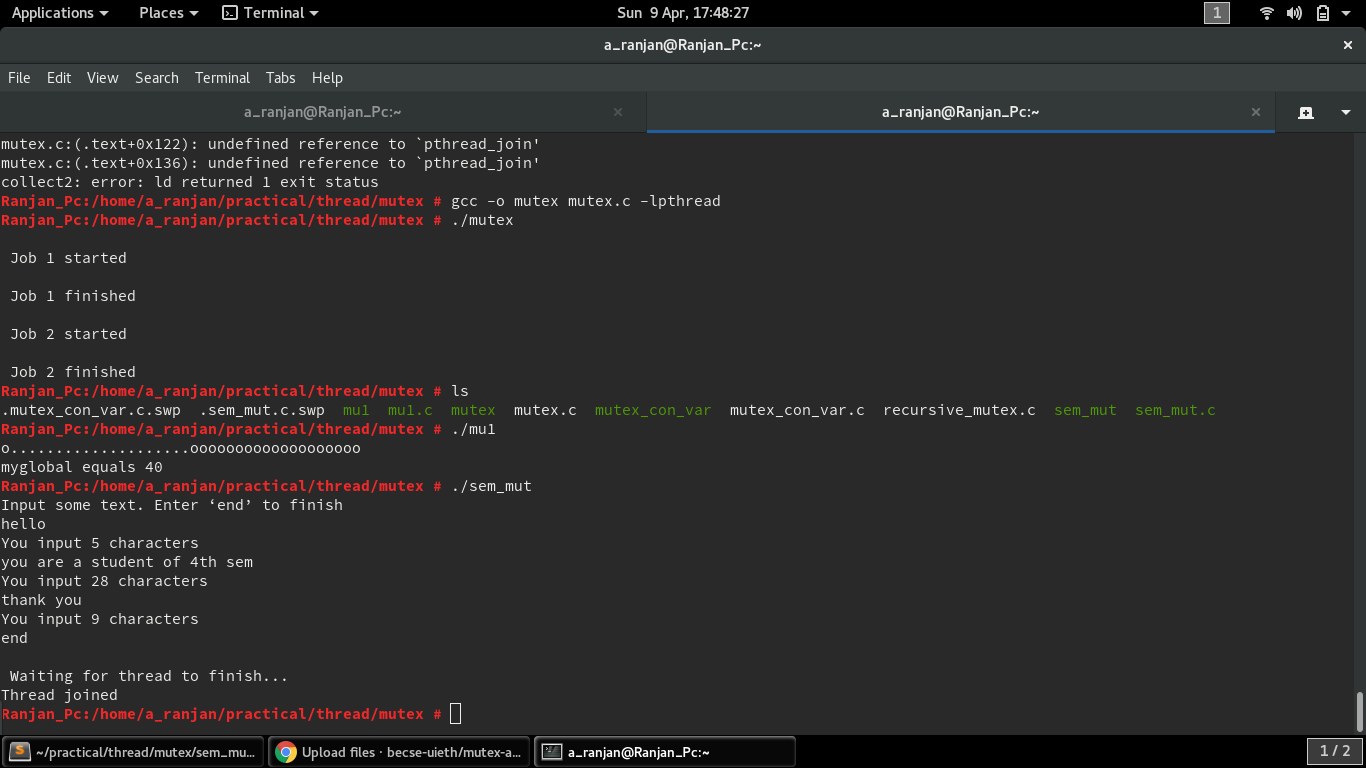 Applications Places Terminal Sun 9 Apr, 17:48:27 1
a_ranjan@Ranjan_Pc:~
File Edit View Search Terminal Tabs Help
a_ranjan@Ranjan_Pc:~ a_ranjan@Ranjan_Pc:~
mutex.c:(.text+0x122): undefined reference to `pthread_join'
mutex.c:(.text+0x136): undefined reference to `pthread_join'
collect2: error: ld returned 1 exit status
Ranjan_Pc:/home/a_ranjan/practical/thread/mutex # gcc -o mutex mutex.c -lpthread
Ranjan_Pc:/home/a_ranjan/practical/thread/mutex # ./mutex
Job 1 started
Job 1 finished
Job 2 started
Job 2 finished
Ranjan_Pc:/home/a_ranjan/practical/thread/mutex # ls
.mutex_con_var.c.swp .sem_mut.c.swp mu1 mu1.c mutex mutex.c mutex_con_var mutex_con_var.c recursive_mutex.c sem_mut sem_mut.c
Ranjan_Pc:/home/a_ranjan/practical/thread/mutex # ./mu1
o....................ooooooooooooooooooo
myglobal equals 40
Ranjan_Pc:/home/a_ranjan/practical/thread/mutex # ./sem_mut
Input some text. Enter ‘end’ to finish
hello
You input 5 characters
you are a student of 4th sem
You input 28 characters
thank you
You input 9 characters
end
Waiting for thread to finish...
Thread joined
Ranjan_Pc:/home/a_ranjan/practical/thread/mutex #
~/practical/thread/mutex/sem_mu... Upload files · becse-uieth/mutex-a... a_ranjan@Ranjan_Pc:~ 1 / 2